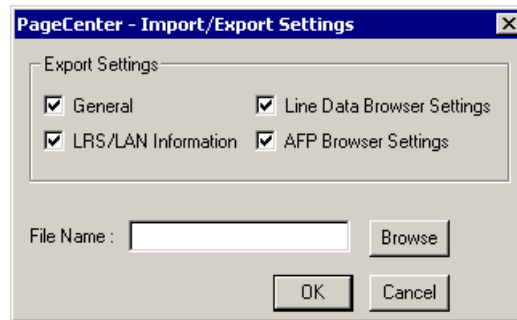 PageCenter - Import/Export Settings
Export Settings
General
Line Data Browser Settings
LRS/LAN Information
AFP Browser Settings
File Name :
Browse
OK
Cancel